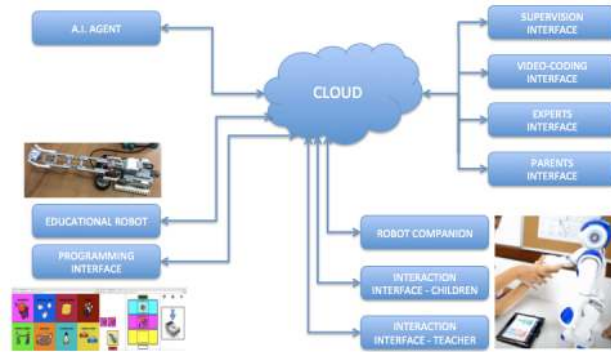 A.I. AGENT
CLOUD
SUPERVISION
INTERFACE
VIDEO-CODING
INTERFACE
EXPERTS
INTERFACE
PARENTS
INTERFACE
EDUCATIONAL ROBOT
PROGRAMMING
INTERFACE
ROBOT COMPANION
INTERACTION
INTERFACE - CHILDREN
INTERACTION
INTERFACE - TEACHER